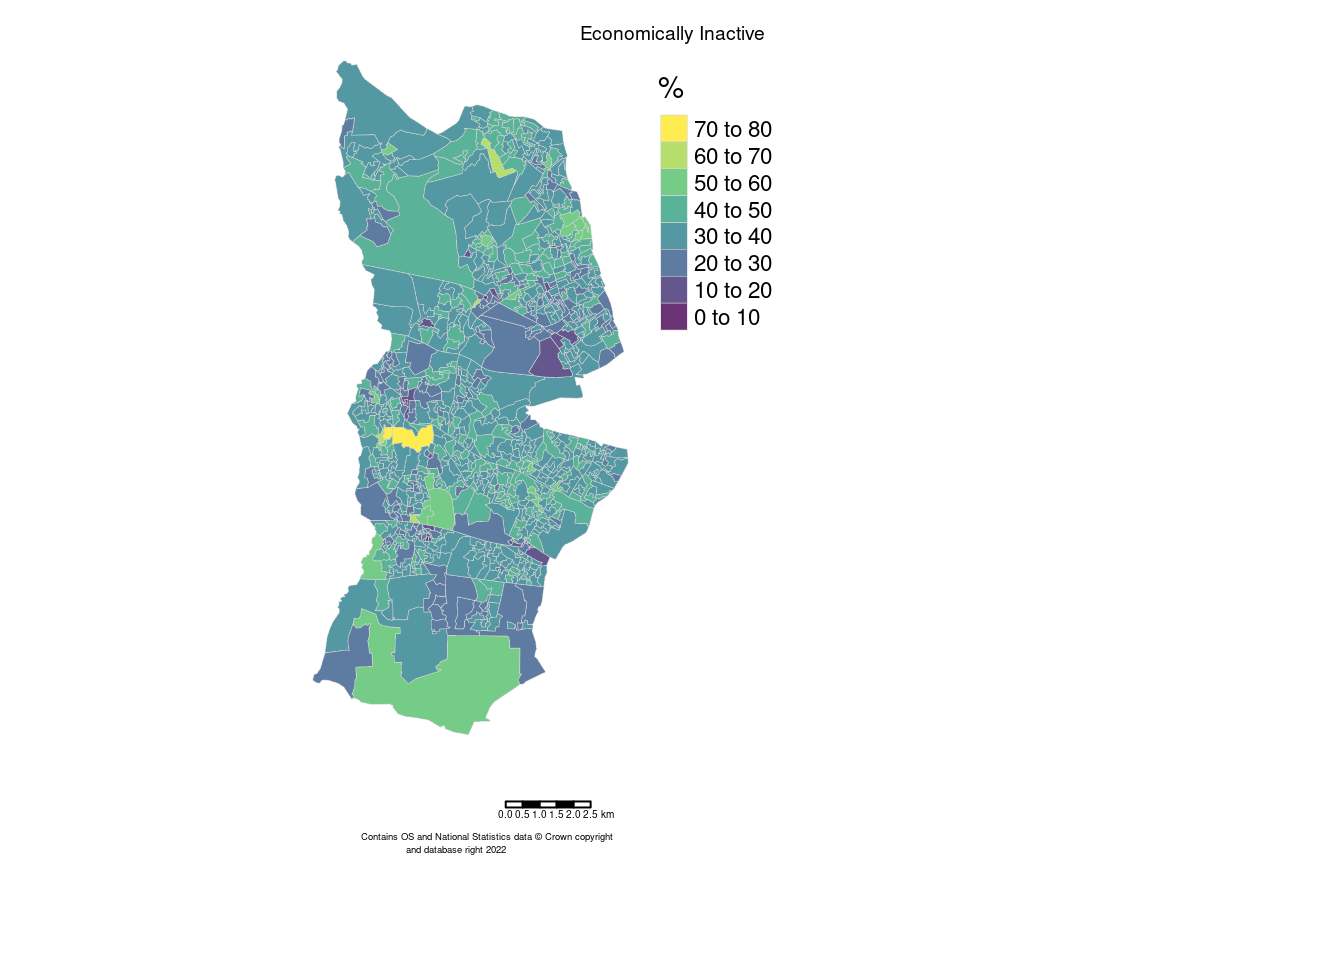 Economically Inactive
%
70 to 80
60 to 70
50 to 60
40 to 50
30 to 40
20 to 30
10 to 20
0 to 10
0.0 0.5 1.0 1.5 2.0 2.5 km
Contains OS and National Statistics data © Crown copyright
and database right 2022